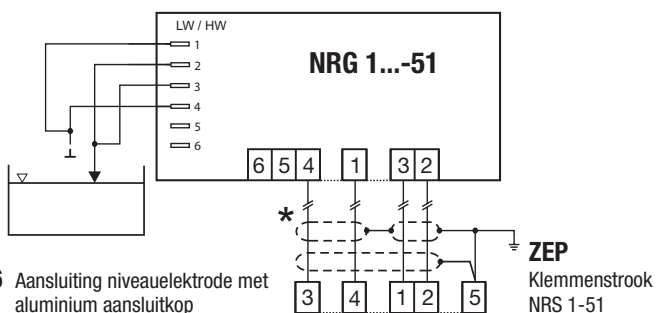 LW / HW
1
2
3
4
5
6
NRG 1...-51
6 5 4 1 3 2
*
ZEP
Klemmenstrook
NRS 1-51
6 Aansluiting niveauelektrode met
aluminium aansluitkop
3 4 1 2 5